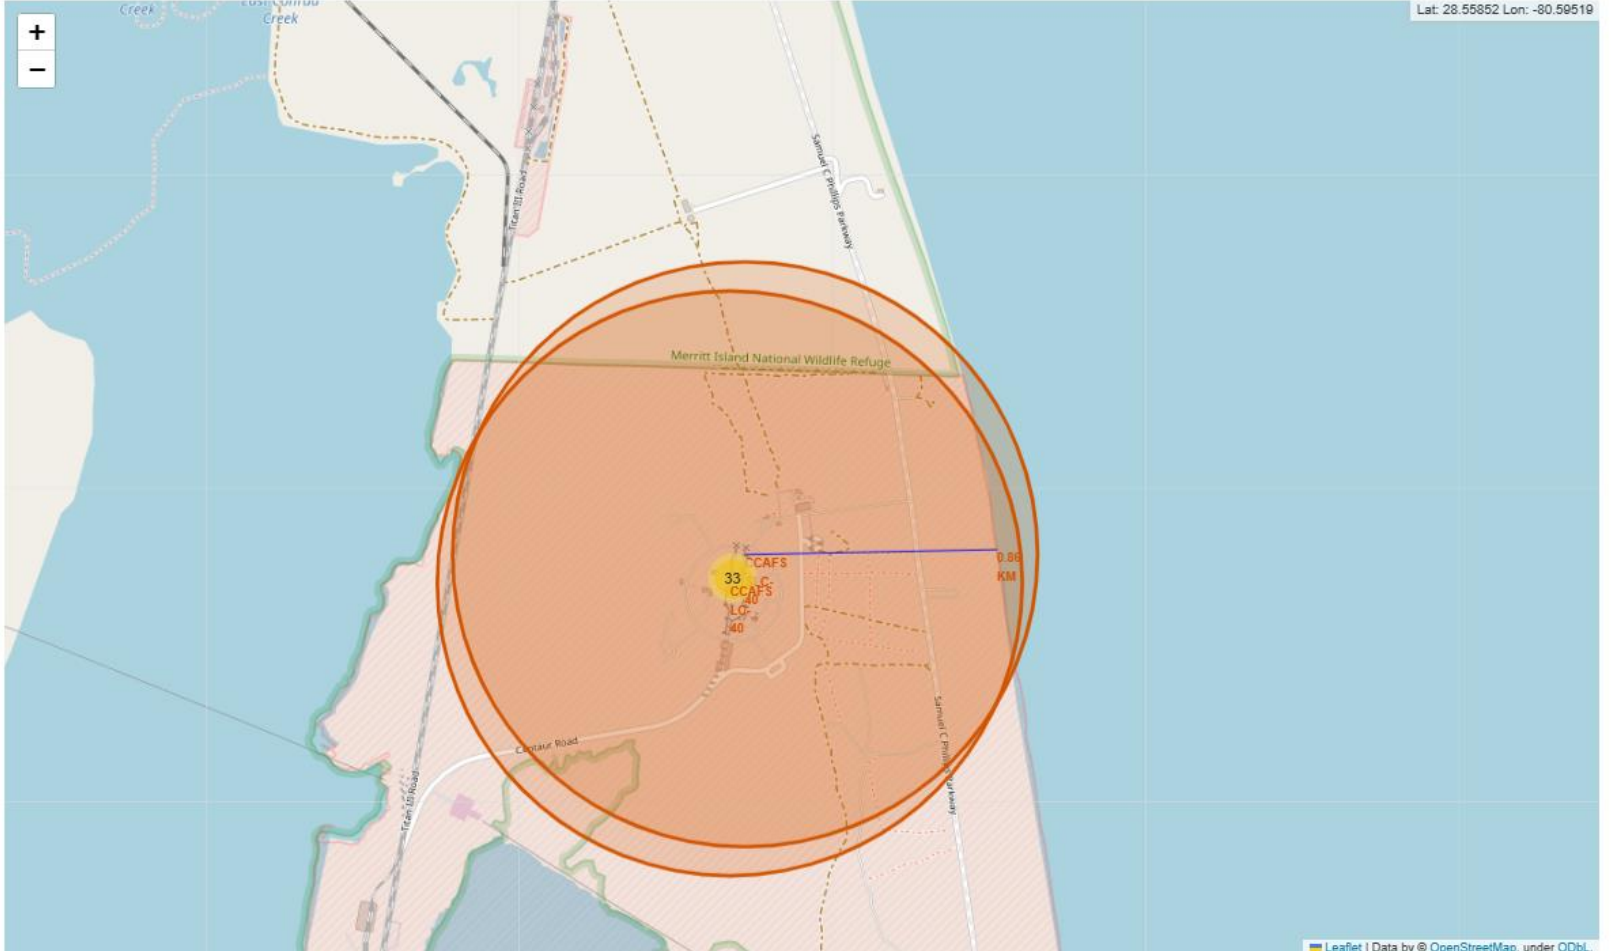 Creek
East Conrad
Creek
Lat: 28.55852 Lon: -80.59519
+
−
Titan III Road
Samuel C Phillips Parkway
Merritt Island National Wildlife Refuge
0.86
KM
CCAFS
33
C-
CCAFS
40
LC-
40
Samuel C Phillips Parkway
Centaur Road
Titan III Road
Leaflet | Data by © OpenStreetMap, under ODbL.